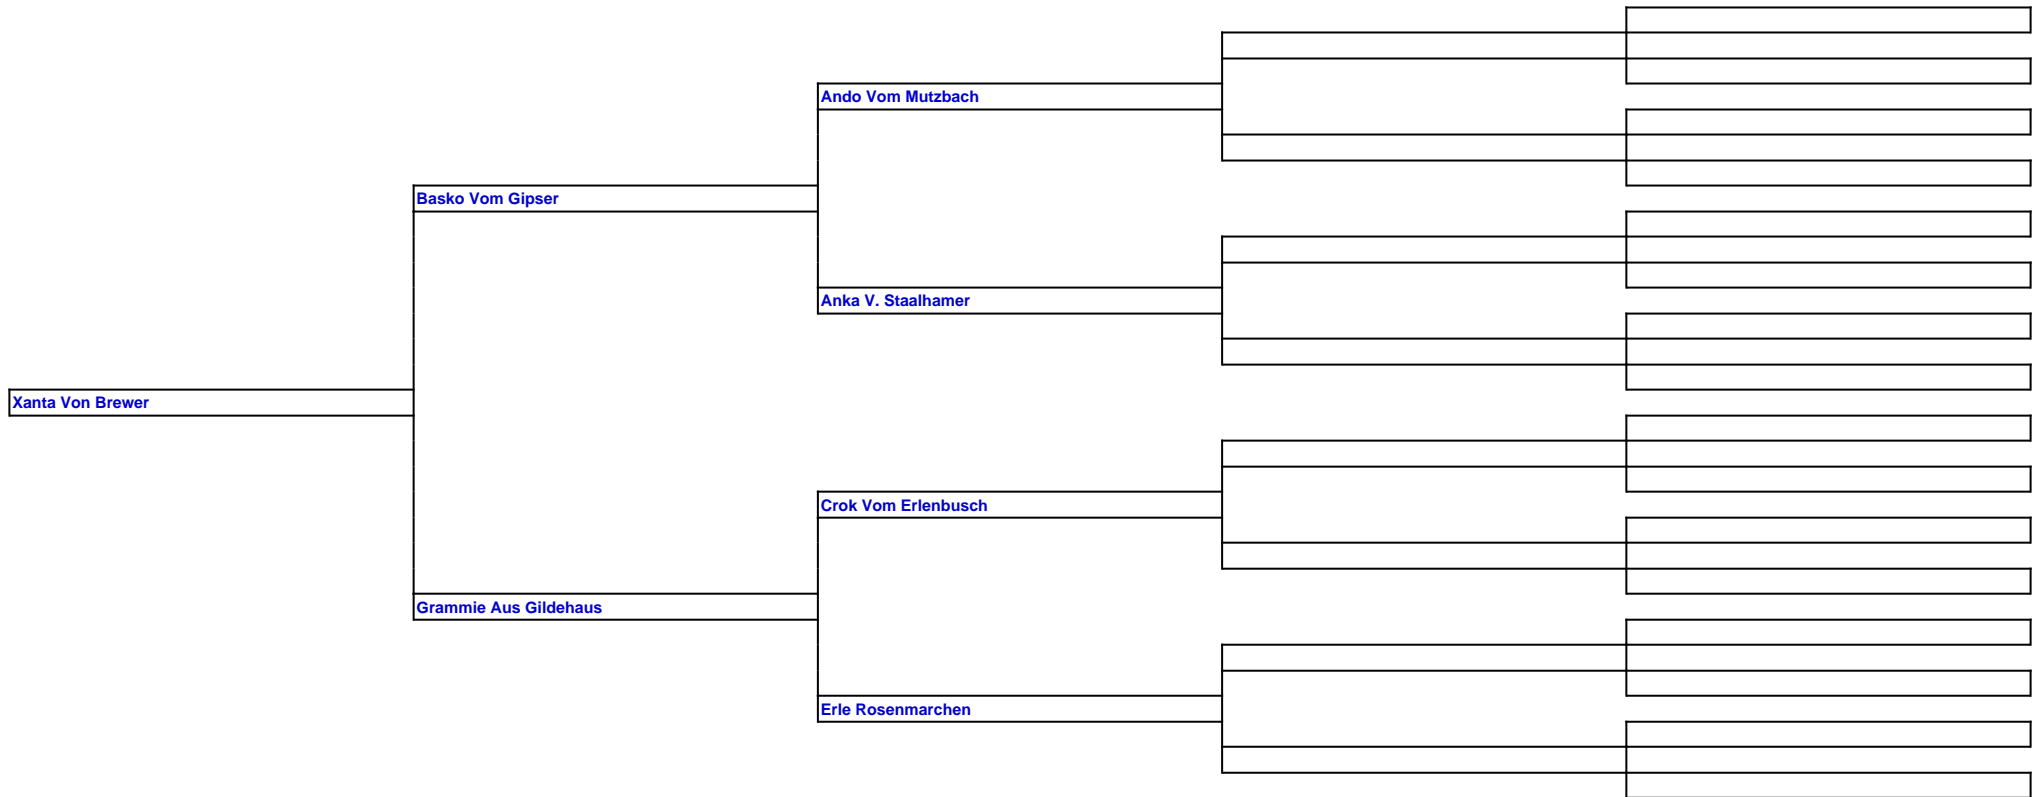 Ando Vom Mutzbach
Basko Vom Gipser
Anka V. Staalhamer
Xanta Von Brewer
Crok Vom Erlenbusch
Grammie Aus Gildehaus
Erle Rosenmarchen